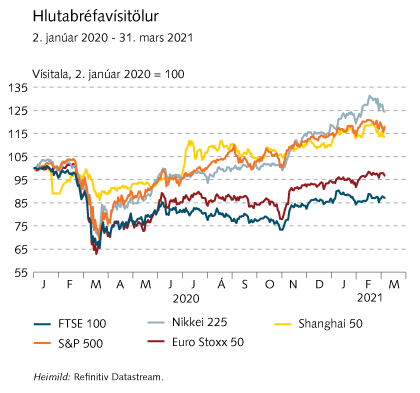 Hlutabréfavísitölur
2. janúar 2020 - 31. mars 2021
Vísitala, 2. janúar 2020 = 100
135
125
115
105
95
85
75
65
55
J F M A M J J Á S O N D J F M
2020 2021
FTSE 100 Nikkei 225 Shanghai 50
S&P 500 Euro Stoxx 50
Heimild: Refinitiv Datastream.